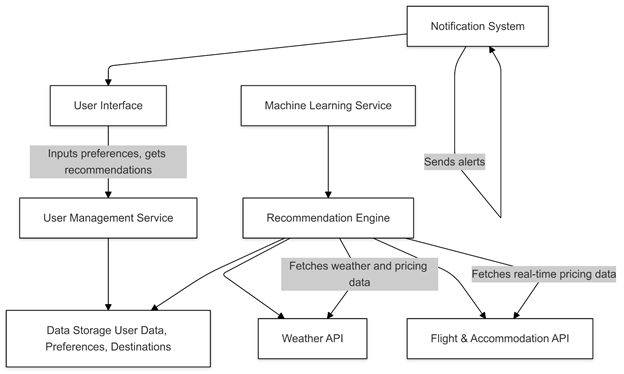 Notification System
User Interface
Machine Learning Service
Inputs preferences, gets
recommendations
Sends alerts
User Management Service
Recommendation Engine
Fetches weather and pricing
data
Fetches real-time pricing data
Data Storage User Data,
Preferences, Destinations
Weather API
Flight & Accommodation API